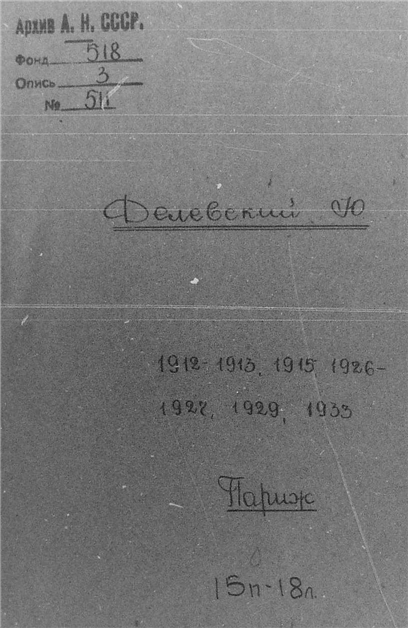 Архив А. Н. СССР.
Фонд 518
Опись 3
№ 511
Делевский Ю
1912-1913, 1915 1926-
1927, 1929, 1933
Париж
15п-18л.